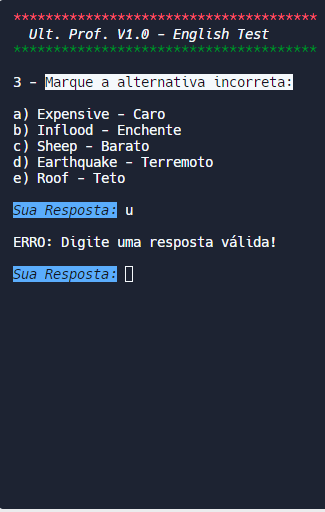 **************************************
Ult. Prof. V1.0 - English Test
**************************************
3 - Marque a alternativa incorreta:
a) Expensive - Caro
b) Inflood - Enchente
c) Sheep - Barato
d) Earthquake - Terremoto
e) Roof - Teto
Sua Resposta: u
ERRO: Digite uma resposta válida!
Sua Resposta: